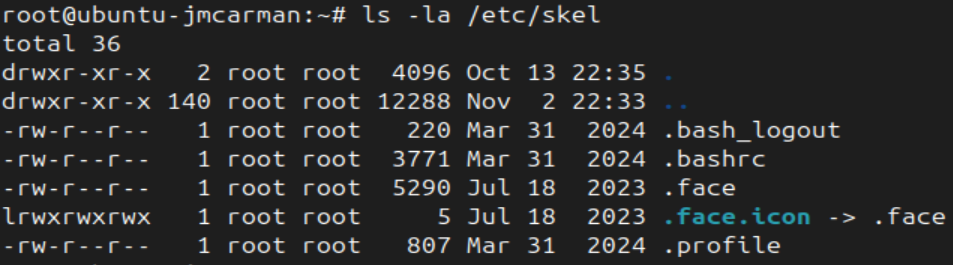 root@ubuntu-jmcarman:~# ls -la /etc/skel
total 36
drwxr-xr-x   2 root root  4096 Oct 13 22:35 .
drwxr-xr-x 140 root root 12288 Nov  2 22:33 ..
-rw-r--r--   1 root root   220 Mar 31  2024 .bash_logout
-rw-r--r--   1 root root  3771 Mar 31  2024 .bashrc
-rw-r--r--   1 root root  5290 Jul 18  2023 .face
lrwxrwxrwx   1 root root     5 Jul 18  2023 .face.icon -> .face
-rw-r--r--   1 root root   807 Mar 31  2024 .profile